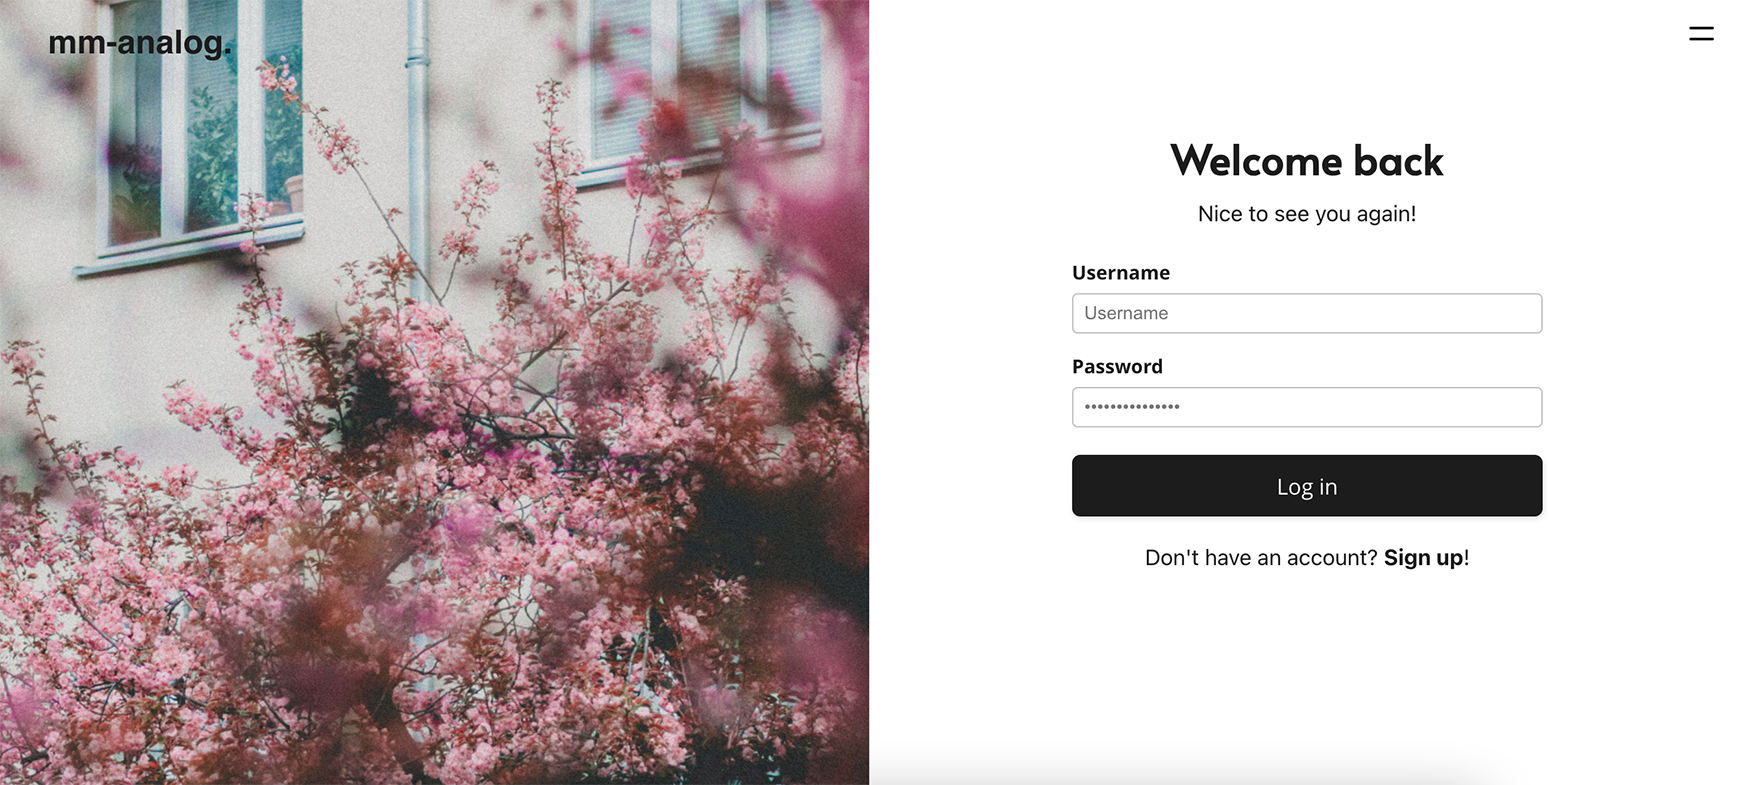 mm-analog.
Welcome back
Nice to see you again!
Username
Username
Password
•••••••••••••••
Log in
Don't have an account? Sign up!